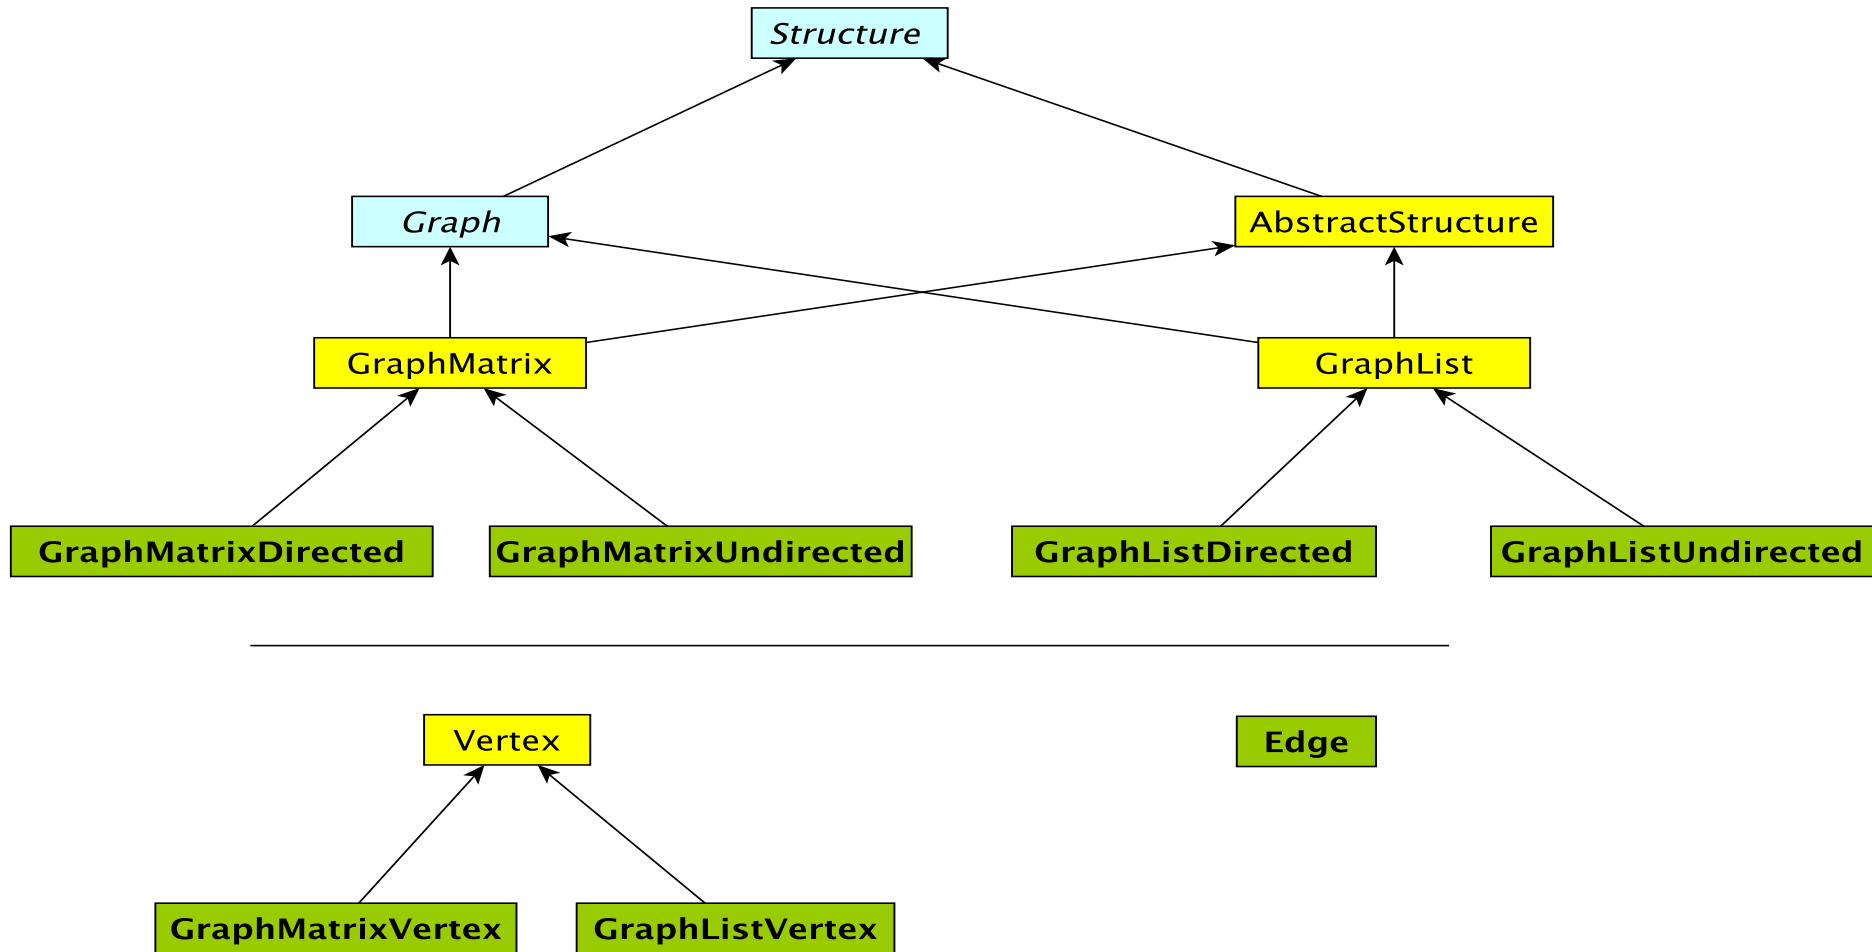 Structure
Graph
AbstractStructure
GraphMatrix
GraphList
GraphMatrixDirected
GraphMatrixUndirected
GraphListDirected
GraphListUndirected
Vertex
Edge
GraphMatrixVertex
GraphListVertex